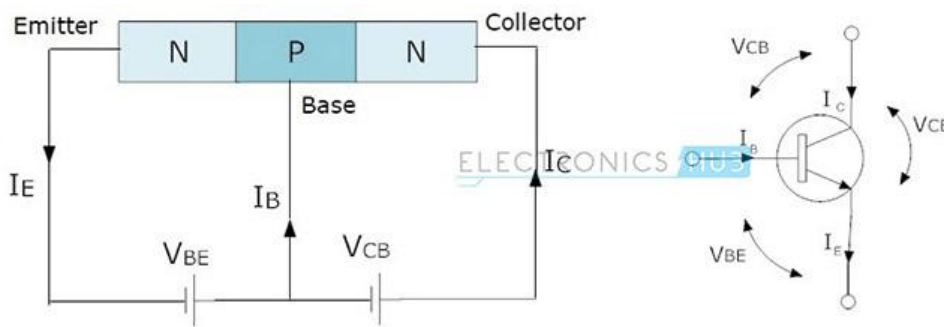 Emitter
N
P
N
Collector
Base
IE
IB
IC
VBE
VCB
ELECTRONICS HUB
VCB
IC
VCE
IB
VBE
IE